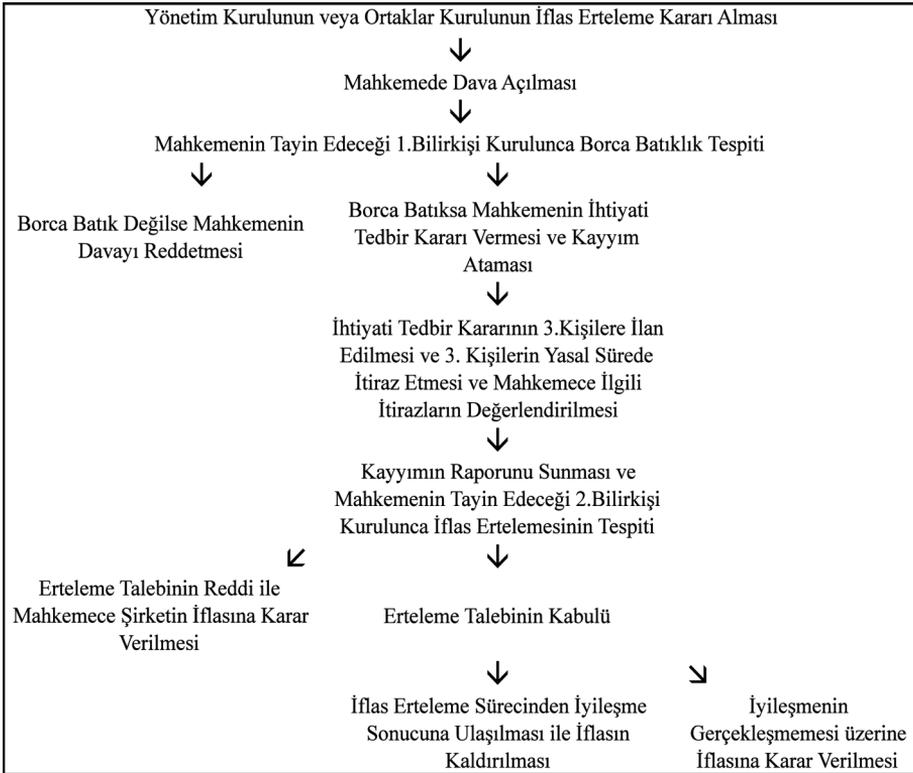 Yönetim Kurulunun veya Ortaklar Kurulunun İflas Erteleme Kararı Alması
Mahkemede Dava Açılması
Mahkemenin Tayin Edeceği 1.Bilirkişi Kurulunca Borca Batıklık Tespiti
Borca Batık Değilse Mahkemenin
Davayı Reddetmesi
Borca Batıksa Mahkemenin İhtiyati
Tedbir Kararı Vermesi ve Kayyım
Ataması
İhtiyati Tedbir Kararının 3.Kişilere İlan
Edilmesi ve 3. Kişilerin Yasal Sürede
İtiraz Etmesi ve Mahkemece İlgili
İtirazların Değerlendirilmesi
Kayyımın Raporunu Sunması ve
Mahkemenin Tayin Edeceği 2.Bilirkişi
Kurulunca İflas Ertelemesinin Tespiti
Erteleme Talebinin Reddi ile
Mahkemece Şirketin İflasına Karar
Verilmesi
Erteleme Talebinin Kabulü
İflas Erteleme Sürecinden İyileşme
Sonucuna Ulaşılması ile İflasın
Kaldırılması
İyileşmenin
Gerçekleşmemesi üzerine
İflasına Karar Verilmesi